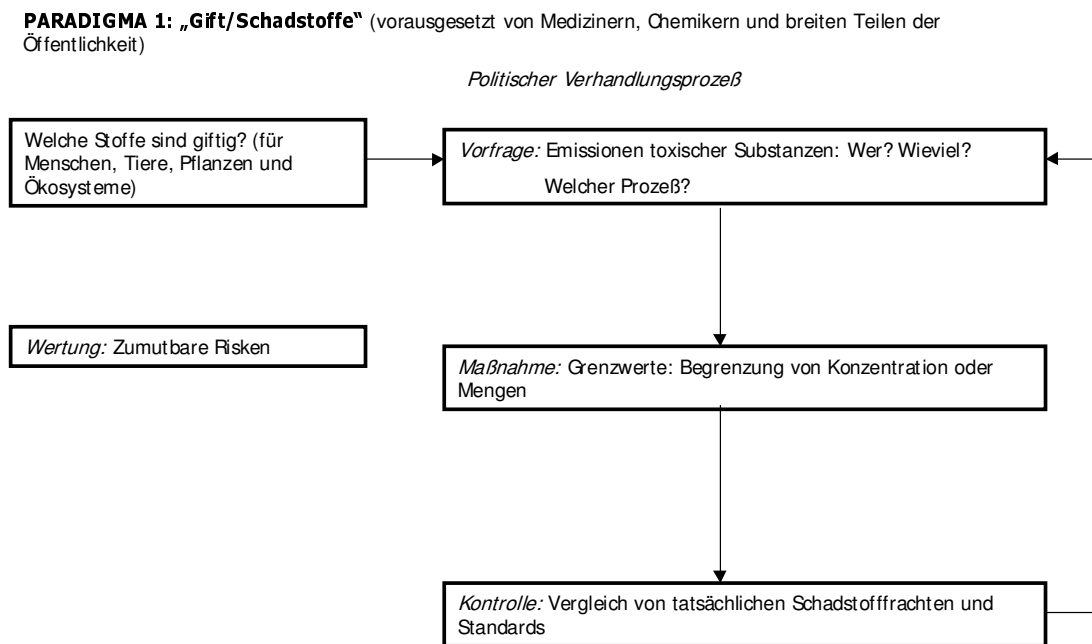 PARADIGMA 1: „Gift/Schadstoffe“ (vorausgesetzt von Medizinern, Chemikern und breiten Teilen der
Öffentlichkeit)
Politischer Verhandlungsprozeß
Welche Stoffe sind giftig? (für
Menschen, Tiere, Pflanzen und
Ökosysteme)
Vorfrage: Emissionen toxischer Substanzen: Wer? Wieviel?
Welcher Prozeß?
Wertung: Zumutbare Risken
Maßnahme: Grenzwerte: Begrenzung von Konzentration oder
Mengen
Kontrolle: Vergleich von tatsächlichen Schadstofffrachten und
Standards